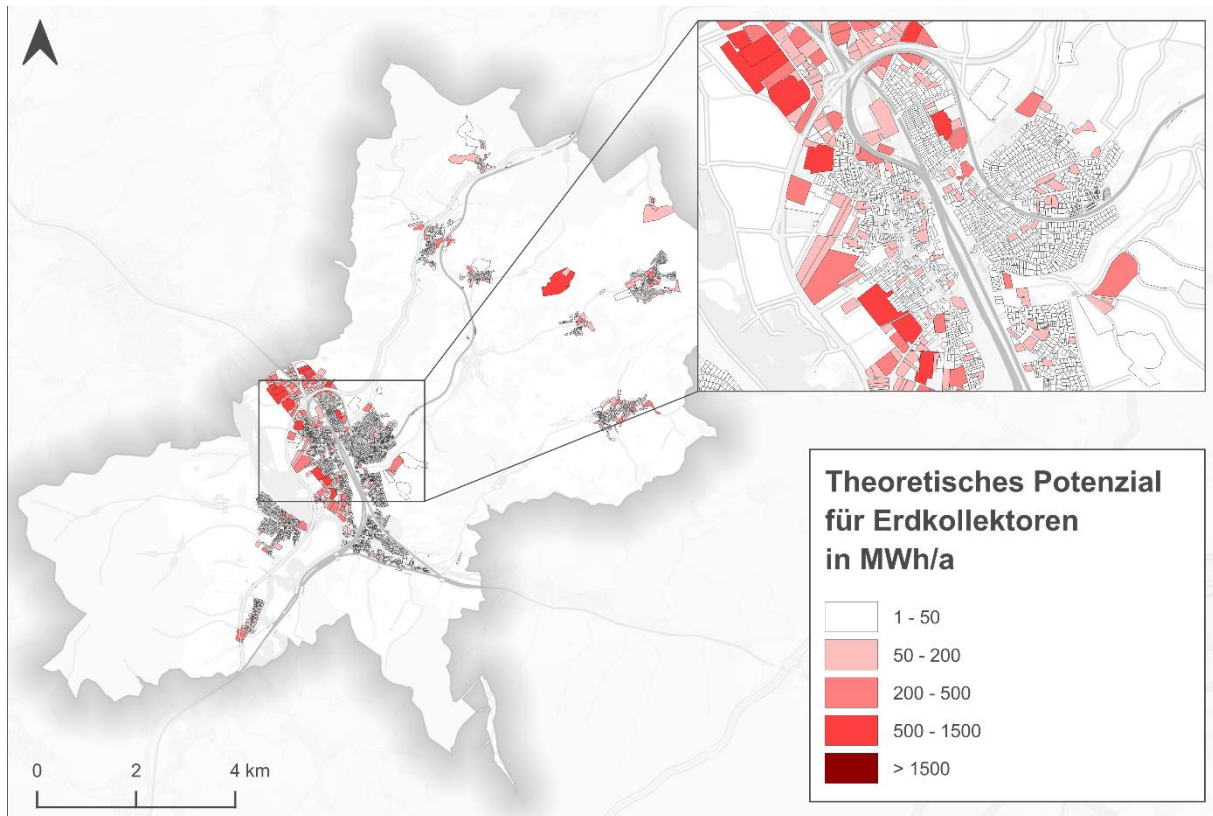 Theoretisches Potenzial
für Erdkollektoren
in MWh/a
1 - 50
50 - 200
200 - 500
500 - 1500
> 1500
0 2 4 km